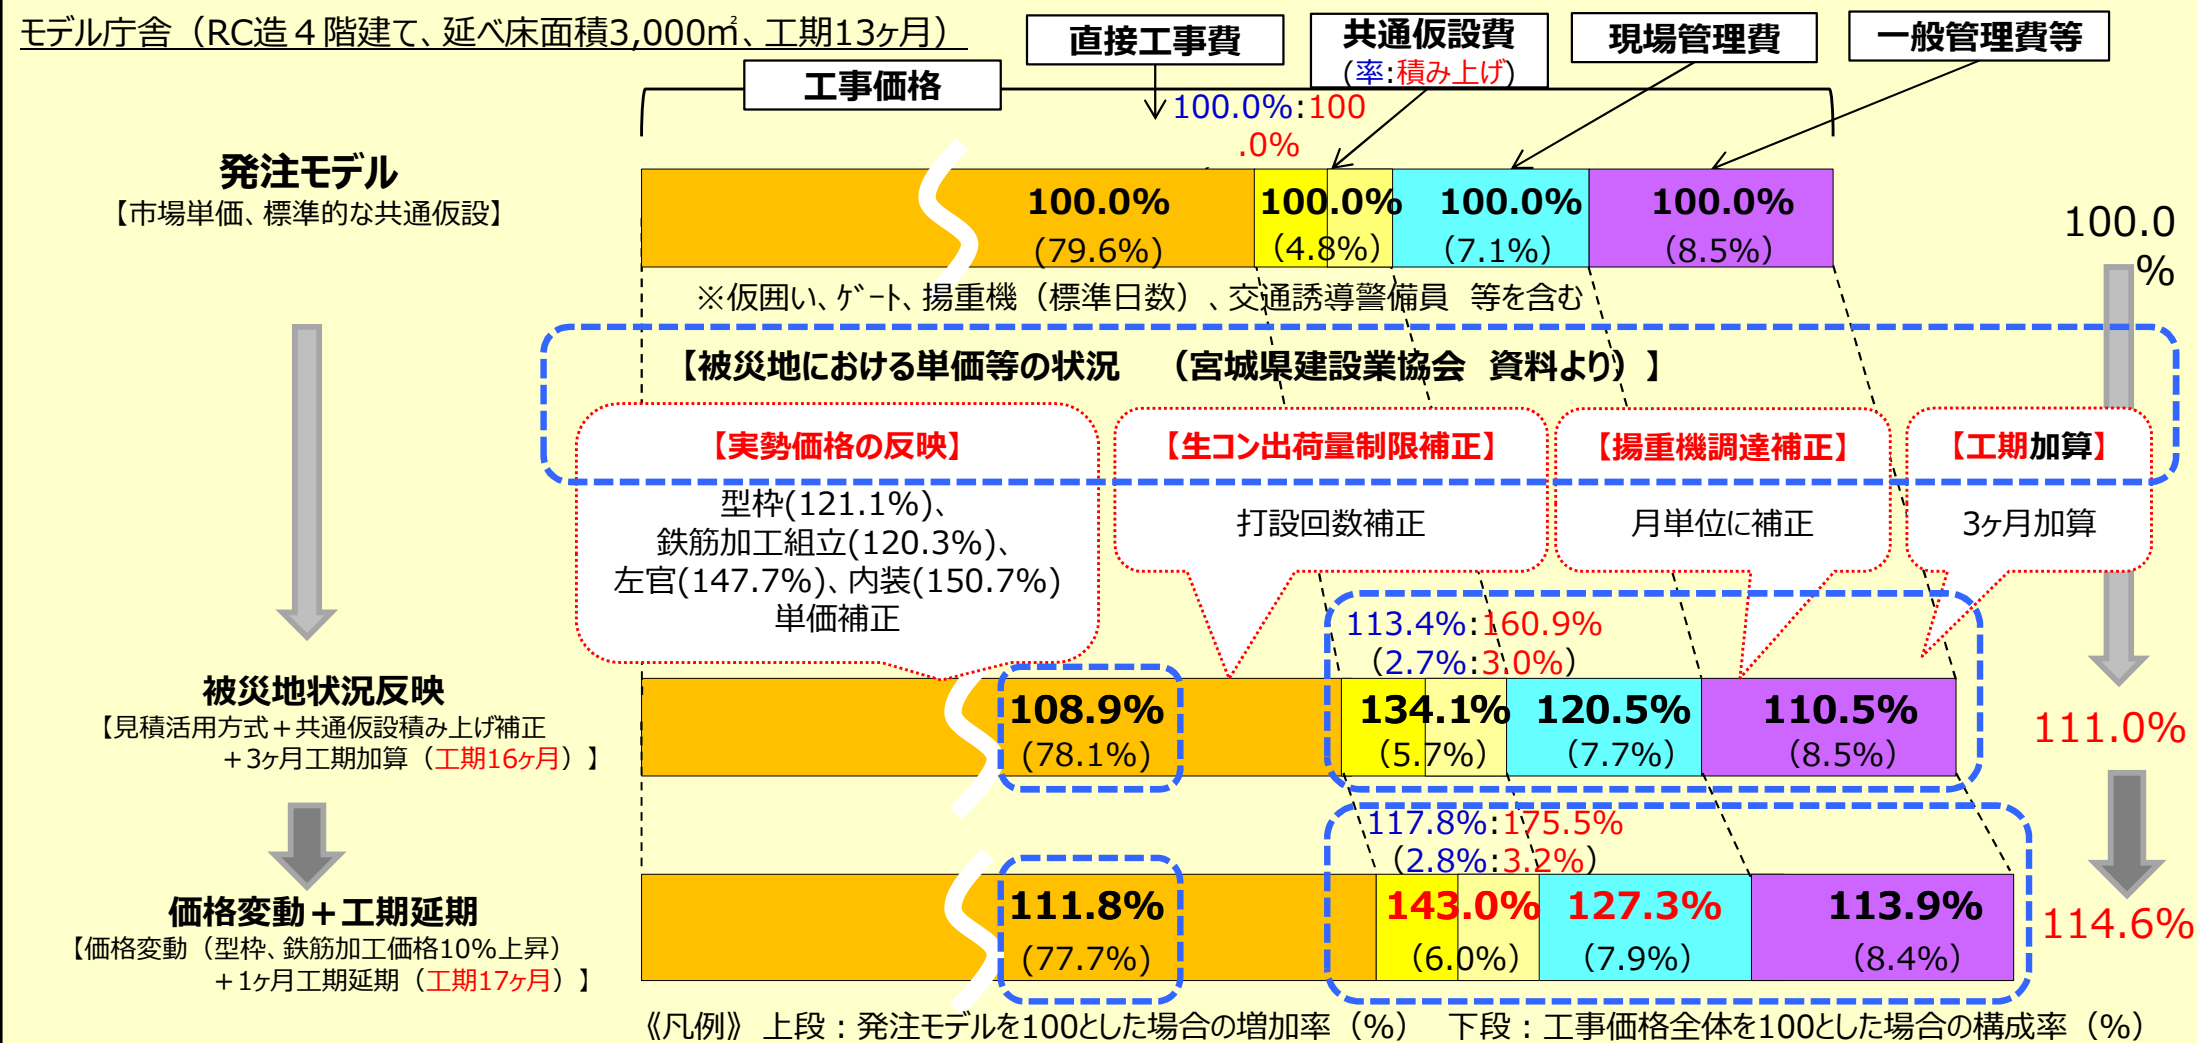 モデル庁舎（RC造４階建て、延べ床面積3,000㎡、工期13ヶ月）
直接工事費
共通仮設費
(率:積み上げ)
現場管理費
一般管理費等
工事価格
100.0%:100
.0%
発注モデル
【市場単価、標準的な共通仮設】
100.0%
(79.6%)
100.0%
(4.8%)
100.0%
(7.1%)
100.0%
(8.5%)
100.0
%
※仮囲い、ゲート、揚重機（標準日数）、交通誘導警備員 等を含む
【被災地における単価等の状況 （宮城県建設業協会 資料より）】
【実勢価格の反映】
型枠(121.1%)、
鉄筋加工組立(120.3%)、
左官(147.7%)、内装(150.7%)
単価補正
【生コン出荷量制限補正】
打設回数補正
【揚重機調達補正】
月単位に補正
【工期加算】
3ヶ月加算
113.4%:160.9%
(2.7%:3.0%)
被災地状況反映
【見積活用方式＋共通仮設積み上げ補正
＋3ヶ月工期加算（工期16ヶ月）】
108.9%
(78.1%)
134.1%
(5.7%)
120.5%
(7.7%)
110.5%
(8.5%)
111.0%
117.8%:175.5%
(2.8%:3.2%)
価格変動＋工期延期
【価格変動（型枠、鉄筋加工価格10%上昇）
＋1ヶ月工期延期（工期17ヶ月）】
111.8%
(77.7%)
143.0%
(6.0%)
127.3%
(7.9%)
113.9%
(8.4%)
114.6%
《凡例》 上段：発注モデルを100とした場合の増加率（%） 下段：工事価格全体を100とした場合の構成率（%）